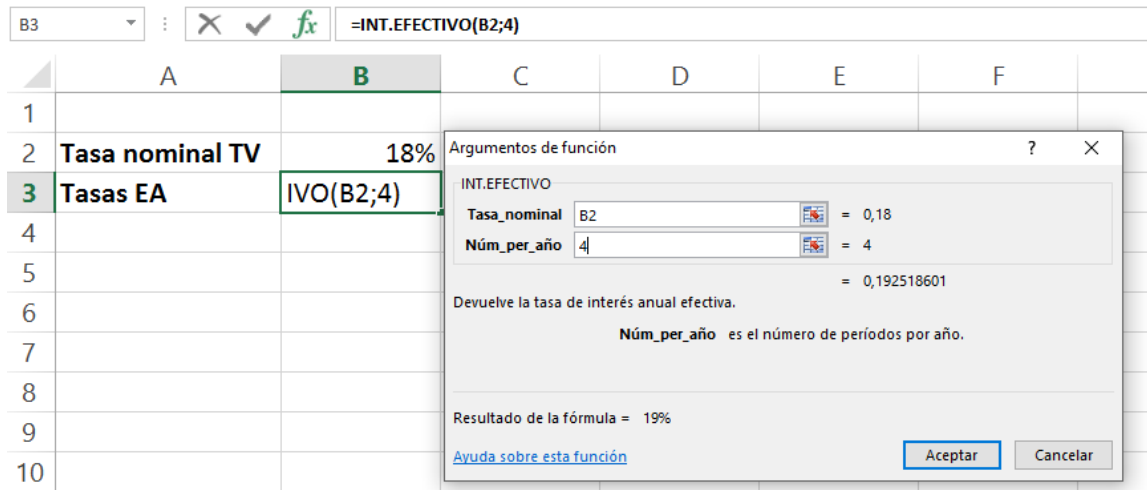 B3 fx =INT.EFECTIVO(B2;4)
A B C D E F
1
2 Tasa nominal TV 18%
3 Tasas EA IVO(B2;4)
4
5
6
7
8
9
10
Argumentos de función ?
INT.EFECTIVO
Tasa_nominal B2 = 0,18
Núm_per_año 4 = 4
= 0,192518601
Devuelve la tasa de interés anual efectiva.
Núm_per_año es el número de períodos por año.
Resultado de la fórmula = 19%
Ayuda sobre esta función Aceptar Cancelar